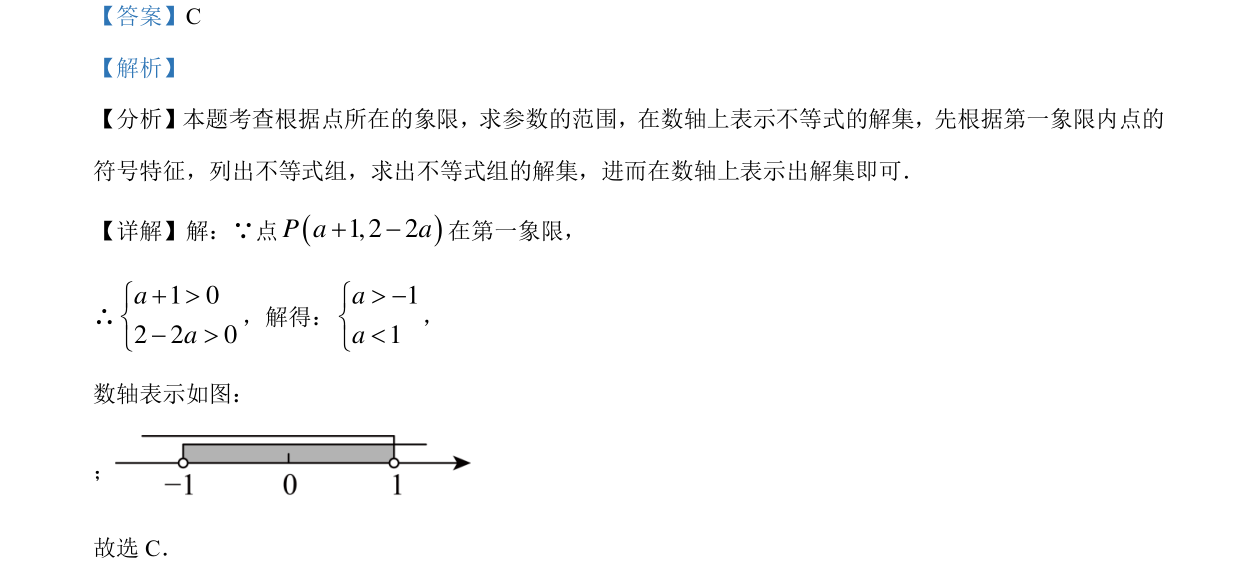 【答案】C
【解析】
【分析】本题考查根据点所在的象限，求参数的范围，在数轴上表示不等式的解集，先根据第一象限内点的
符号特征，列出不等式组，求出不等式组的解集，进而在数轴上表示出解集即可．
【详解】解：∵点P(a+1,2−2a)在第一象限，
∴{a+1>0 2−2a>0，解得：{a>−1 a<1，
数轴表示如图：
；
−1 0 1
故选 C．